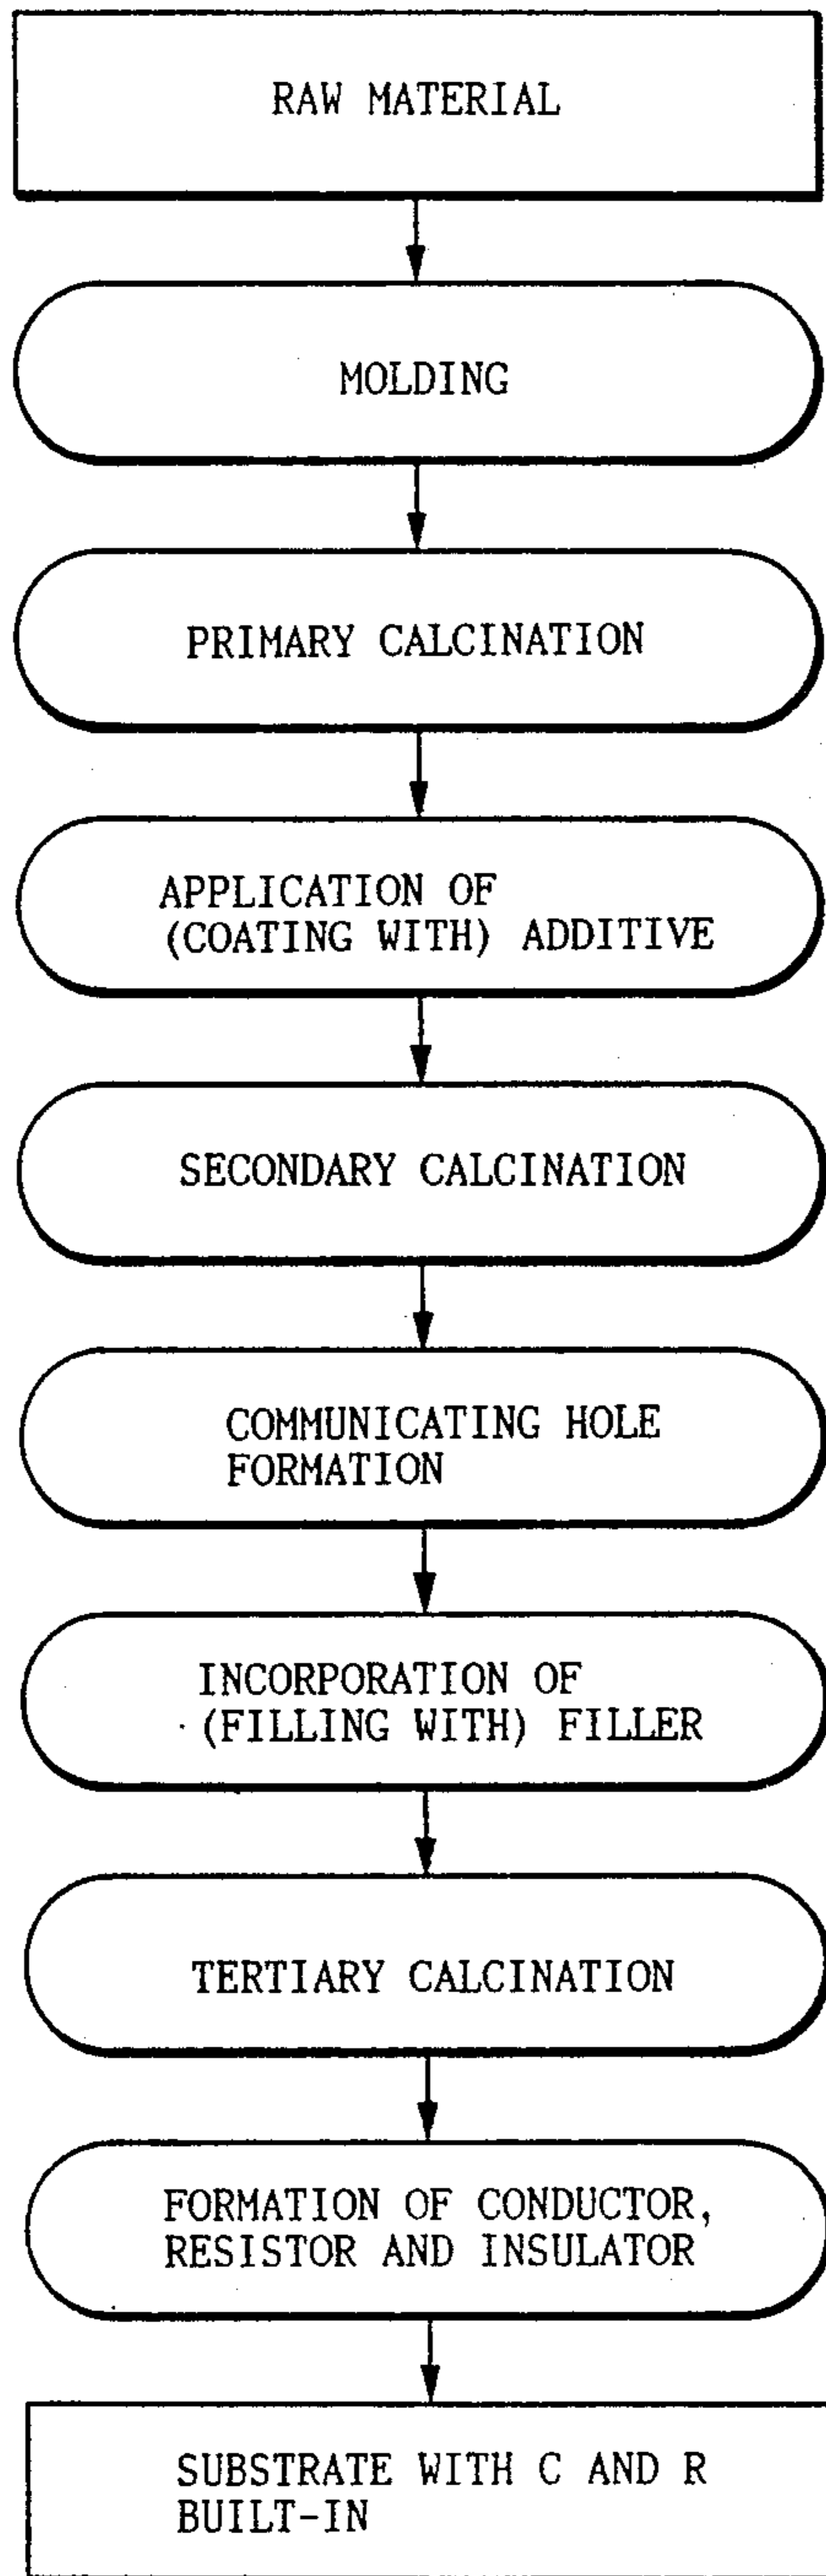 RAW MATERIAL
MOLDING
PRIMARY CALCINATION
APPLICATION OF
(COATING WITH) ADDITIVE
SECONDARY CALCINATION
COMMUNICATING HOLE
FORMATION
INCORPORATION OF
(FILLING WITH) FILLER
TERTIARY CALCINATION
FORMATION OF CONDUCTOR,
RESISTOR AND INSULATOR
SUBSTRATE WITH C AND R
BUILT-IN